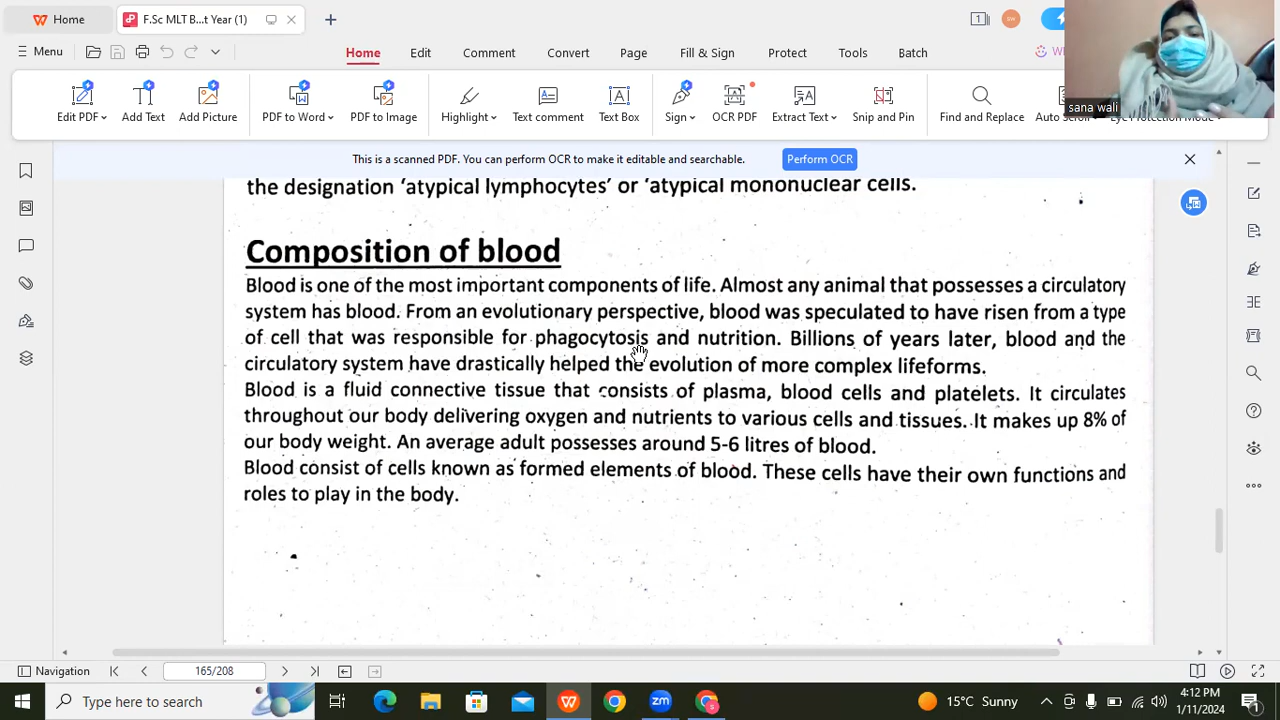 Home
F.Sc MLT B...t Year (1)
1
sw
Menu
Home Edit Comment Convert Page Fill & Sign Protect Tools Batch
Edit PDF Add Text Add Picture PDF to Word PDF to Image Highlight Text comment Text Box Sign OCR PDF Extract Text Snip and Pin Find and Replace Auto Eye Protection Mode
sana wali
This is a scanned PDF. You can perform OCR to make it editable and searchable. Perform OCR
the designation 'atypical lymphocytes' or 'atypical mononuclear cells.
Composition of blood
Blood is one of the most important components of life. Almost any animal that possesses a circulatory
system has blood. From an evolutionary perspective, blood was speculated to have risen from a type
of cell that was responsible for phagocytosis and nutrition. Billions of years later, blood and the
circulatory system have drastically helped the evolution of more complex lifeforms.
Blood is a fluid connective tissue that consists of plasma, blood cells and platelets. It circulates
throughout our body delivering oxygen and nutrients to various cells and tissues. It makes up 8% of
our body weight. An average adult possesses around 5-6 litres of blood.
Blood consist of cells known as formed elements of blood. These cells have their own functions and
roles to play in the body.
Navigation 165/208
Type here to search
15°C Sunny
4:12 PM
1/11/2024
1